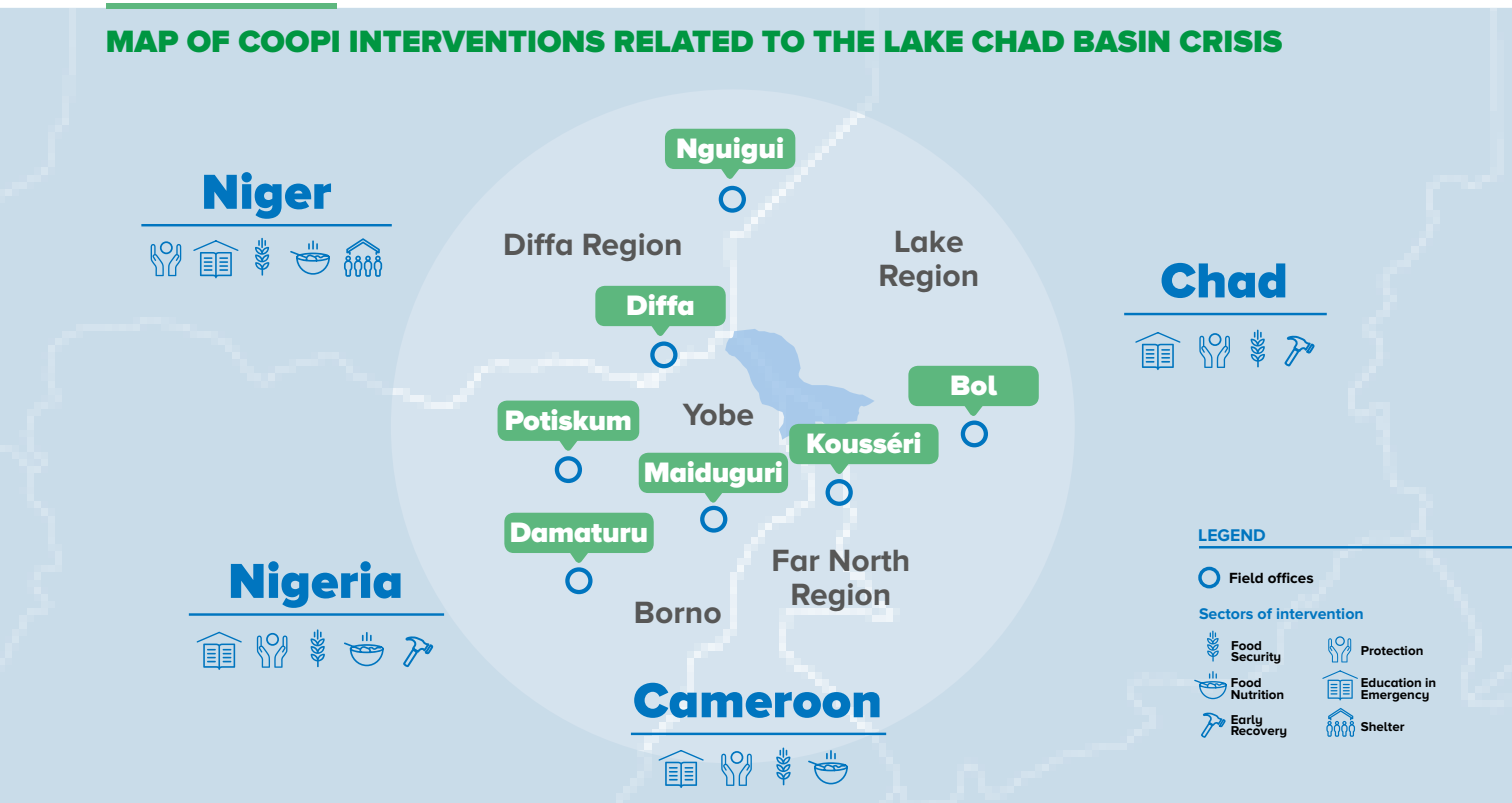 MAP OF COOPI INTERVENTIONS RELATED TO THE LAKE CHAD BASIN CRISIS
Nguigui
Niger
Diffa Region
Lake
Region
Chad
Diffa
Bol
Potiskum
Yobe
Kousséri
Maiduguri
Damaturu
Far North
Region
Nigeria
Borno
Cameroon
LEGEND
Field offices
Sectors of intervention
Food
Security
Protection
Food
Nutrition
Education in
Emergency
Early
Recovery
Shelter